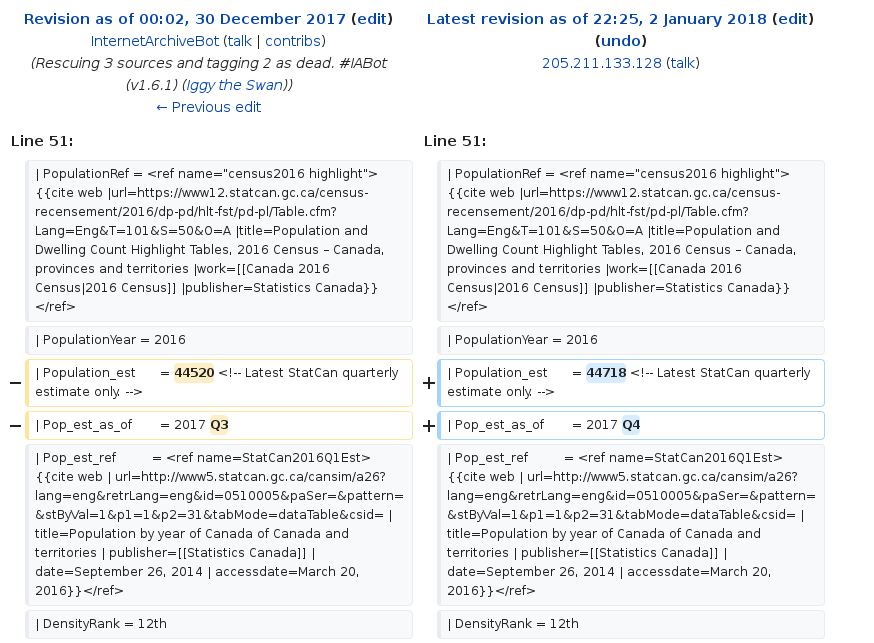 Revision as of 00:02, 30 December 2017 (edit)
InternetArchiveBot (talk | contribs)
(Rescuing 3 sources and tagging 2 as dead. #IABot
(v1.6.1) (Iggy the Swan))
← Previous edit
Latest revision as of 22:25, 2 January 2018 (edit)
(undo)
205.211.133.128 (talk)
Line 51:
Line 51:
| PopulationRef = <ref name="census2016 highlight">
{{cite web |url=https://www12.statcan.gc.ca/census-
recensement/2016/dp-pd/hlt-fst/pd-pl/Table.cfm?
Lang=Eng&T=101&S=50&O=A |title=Population and
Dwelling Count Highlight Tables, 2016 Census – Canada,
provinces and territories |work=[[Canada 2016
Census|2016 Census]] |publisher=Statistics Canada}}
</ref>
| PopulationRef = <ref name="census2016 highlight">
{{cite web |url=https://www12.statcan.gc.ca/census-
recensement/2016/dp-pd/hlt-fst/pd-pl/Table.cfm?
Lang=Eng&T=101&S=50&O=A |title=Population and
Dwelling Count Highlight Tables, 2016 Census – Canada,
provinces and territories |work=[[Canada 2016
Census|2016 Census]] |publisher=Statistics Canada}}
</ref>
| PopulationYear = 2016
| PopulationYear = 2016
− | Population_est = 44520 <!-- Latest StatCan quarterly
estimate only. -->
+ | Population_est = 44718 <!-- Latest StatCan quarterly
estimate only. -->
− | Pop_est_as_of = 2017 Q3
+ | Pop_est_as_of = 2017 Q4
| Pop_est_ref = <ref name=StatCan2016Q1Est>
{{cite web | url=http://www5.statcan.gc.ca/cansim/a26?
lang=eng&retrLang=eng&id=0510005&paSer=&pattern=
&stByVal=1&p1=1&p2=31&tabMode=dataTable&csid= |
title=Population by year of Canada of Canada and
territories | publisher=[[Statistics Canada]] |
date=September 26, 2014 | accessdate=March 20,
2016}}</ref>
| Pop_est_ref = <ref name=StatCan2016Q1Est>
{{cite web | url=http://www5.statcan.gc.ca/cansim/a26?
lang=eng&retrLang=eng&id=0510005&paSer=&pattern=
&stByVal=1&p1=1&p2=31&tabMode=dataTable&csid= |
title=Population by year of Canada of Canada and
territories | publisher=[[Statistics Canada]] |
date=September 26, 2014 | accessdate=March 20,
2016}}</ref>
| DensityRank = 12th
| DensityRank = 12th